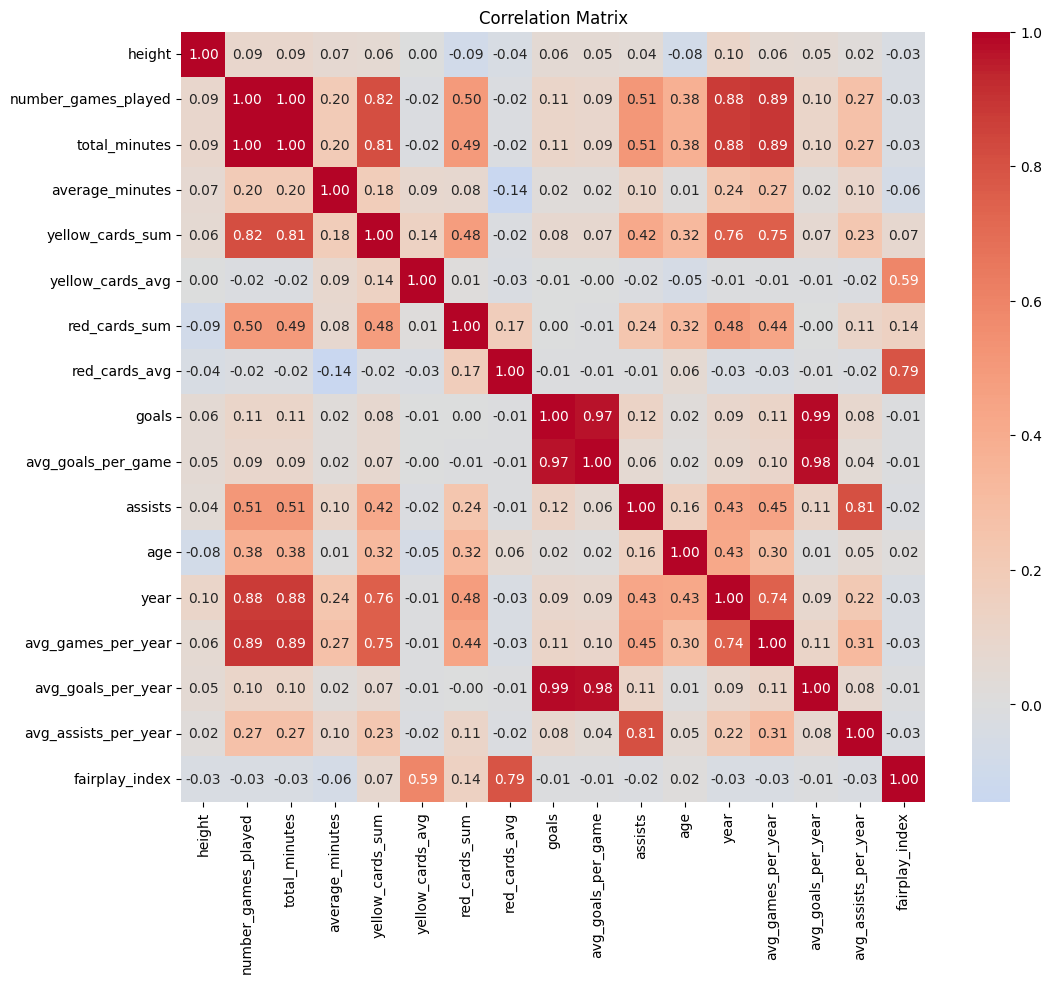 Correlation Matrix
height 1.00 0.09 0.09 0.07 0.06 0.00 -0.09 -0.04 0.06 0.05 0.04 -0.08 0.10 0.06 0.05 0.02 -0.03
number_games_played 0.09 1.00 1.00 0.20 0.82 -0.02 0.50 -0.02 0.11 0.09 0.51 0.38 0.88 0.89 0.10 0.27 -0.03
total_minutes 0.09 1.00 1.00 0.20 0.81 -0.02 0.49 -0.02 0.11 0.09 0.51 0.38 0.88 0.89 0.10 0.27 -0.03
average_minutes 0.07 0.20 0.20 1.00 0.18 0.09 0.08 -0.14 0.02 0.02 0.10 0.01 0.24 0.27 0.02 0.10 -0.06
yellow_cards_sum 0.06 0.82 0.81 0.18 1.00 0.14 0.48 -0.02 0.08 0.07 0.42 0.32 0.76 0.75 0.07 0.23 0.07
yellow_cards_avg 0.00 -0.02 -0.02 0.09 0.14 1.00 0.01 -0.03 -0.01 -0.00 -0.02 -0.05 -0.01 -0.01 -0.01 -0.02 0.59
red_cards_sum -0.09 0.50 0.49 0.08 0.48 0.01 1.00 0.17 0.00 -0.01 0.24 0.32 0.48 0.44 -0.00 0.11 0.14
red_cards_avg -0.04 -0.02 -0.02 -0.14 -0.02 -0.03 0.17 1.00 -0.01 -0.01 -0.01 0.06 -0.03 -0.03 -0.01 -0.02 0.79
goals 0.06 0.11 0.11 0.02 0.08 -0.01 0.00 -0.01 1.00 0.97 0.12 0.02 0.09 0.11 0.99 0.08 -0.01
avg_goals_per_game 0.05 0.09 0.09 0.02 0.07 -0.00 -0.01 -0.01 0.97 1.00 0.06 0.02 0.09 0.10 0.98 0.04 -0.01
assists 0.04 0.51 0.51 0.10 0.42 -0.02 0.24 -0.01 0.12 0.06 1.00 0.16 0.43 0.45 0.11 0.81 -0.02
age -0.08 0.38 0.38 0.01 0.32 -0.05 0.32 0.06 0.02 0.02 0.16 1.00 0.43 0.30 0.01 0.05 0.02
year 0.10 0.88 0.88 0.24 0.76 -0.01 0.48 -0.03 0.09 0.09 0.43 0.43 1.00 0.74 0.09 0.22 -0.03
avg_games_per_year 0.06 0.89 0.89 0.27 0.75 -0.01 0.44 -0.03 0.11 0.10 0.45 0.30 0.74 1.00 0.11 0.31 -0.03
avg_goals_per_year 0.05 0.10 0.10 0.02 0.07 -0.01 -0.00 -0.01 0.99 0.98 0.11 0.01 0.09 0.11 1.00 0.08 -0.01
avg_assists_per_year 0.02 0.27 0.27 0.10 0.23 -0.02 0.11 -0.02 0.08 0.04 0.81 0.05 0.22 0.31 0.08 1.00 -0.03
fairplay_index -0.03 -0.03 -0.03 -0.06 0.07 0.59 0.14 0.79 -0.01 -0.01 -0.02 0.02 -0.03 -0.03 -0.01 -0.03 1.00
height
number_games_played
total_minutes
average_minutes
yellow_cards_sum
yellow_cards_avg
red_cards_sum
red_cards_avg
goals
avg_goals_per_game
assists
age
year
avg_games_per_year
avg_goals_per_year
avg_assists_per_year
fairplay_index
1.0
0.8
0.6
0.4
0.2
0.0